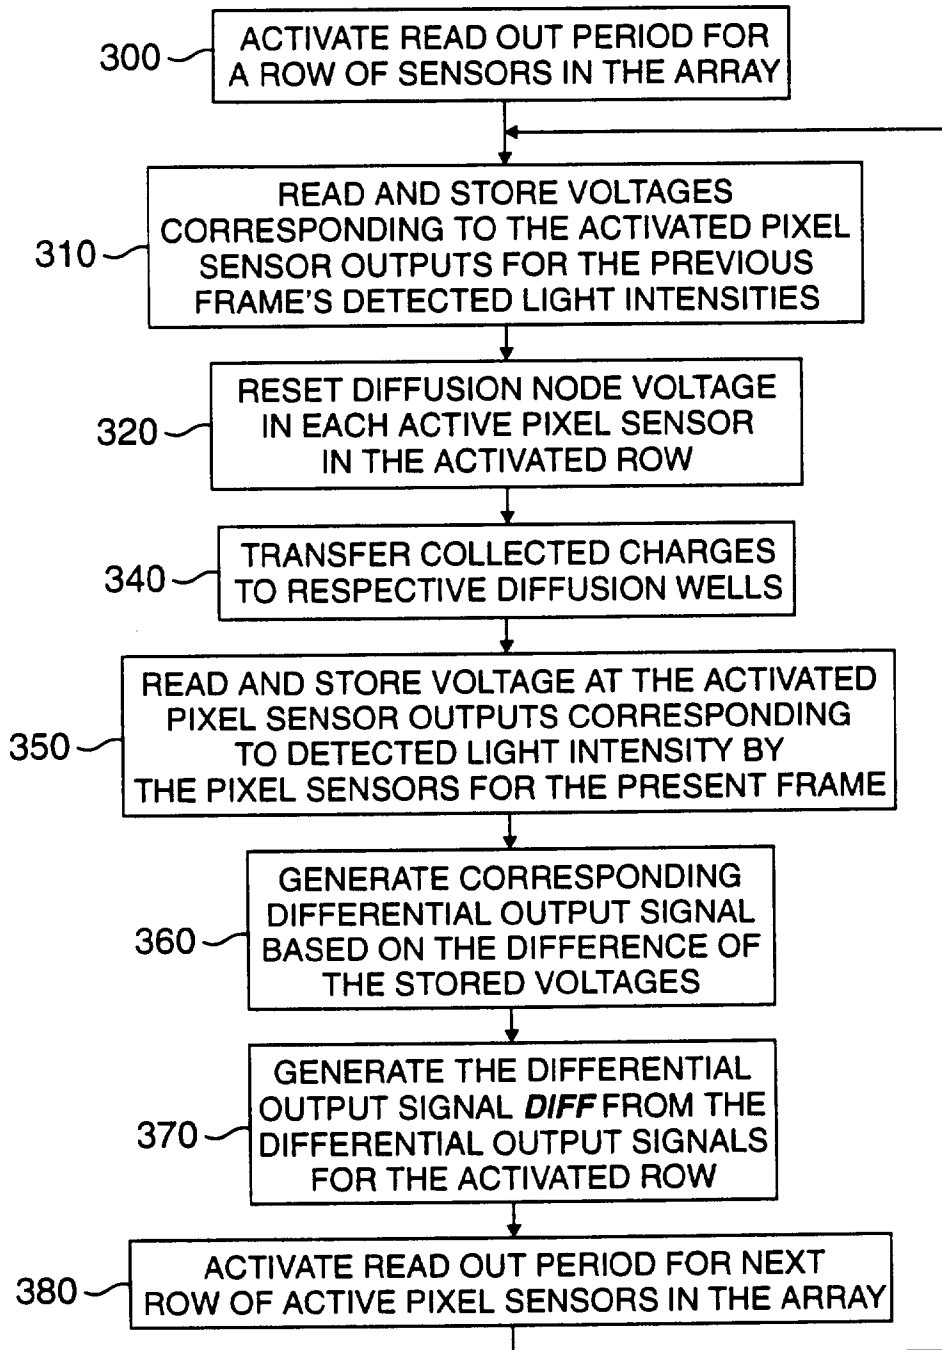 300
ACTIVATE READ OUT PERIOD FOR
A ROW OF SENSORS IN THE ARRAY
310
READ AND STORE VOLTAGES
CORRESPONDING TO THE ACTIVATED PIXEL
SENSOR OUTPUTS FOR THE PREVIOUS
FRAME'S DETECTED LIGHT INTENSITIES
320
RESET DIFFUSION NODE VOLTAGE
IN EACH ACTIVE PIXEL SENSOR
IN THE ACTIVATED ROW
340
TRANSFER COLLECTED CHARGES
TO RESPECTIVE DIFFUSION WELLS
350
READ AND STORE VOLTAGE AT THE ACTIVATED
PIXEL SENSOR OUTPUTS CORRESPONDING
TO DETECTED LIGHT INTENSITY BY
THE PIXEL SENSORS FOR THE PRESENT FRAME
360
GENERATE CORRESPONDING
DIFFERENTIAL OUTPUT SIGNAL
BASED ON THE DIFFERENCE OF
THE STORED VOLTAGES
370
GENERATE THE DIFFERENTIAL
OUTPUT SIGNAL DIFF FROM THE
DIFFERENTIAL OUTPUT SIGNALS
FOR THE ACTIVATED ROW
380
ACTIVATE READ OUT PERIOD FOR NEXT
ROW OF ACTIVE PIXEL SENSORS IN THE ARRAY